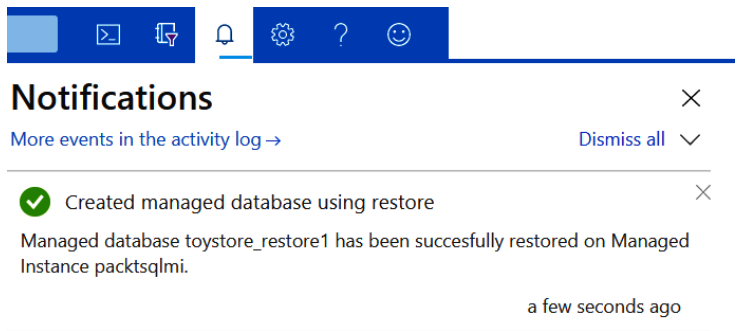 Notifications
More events in the activity log →
Dismiss all
Created managed database using restore
Managed database toystore_restore1 has been succesfully restored on Managed
Instance packtsqlmi.
a few seconds ago